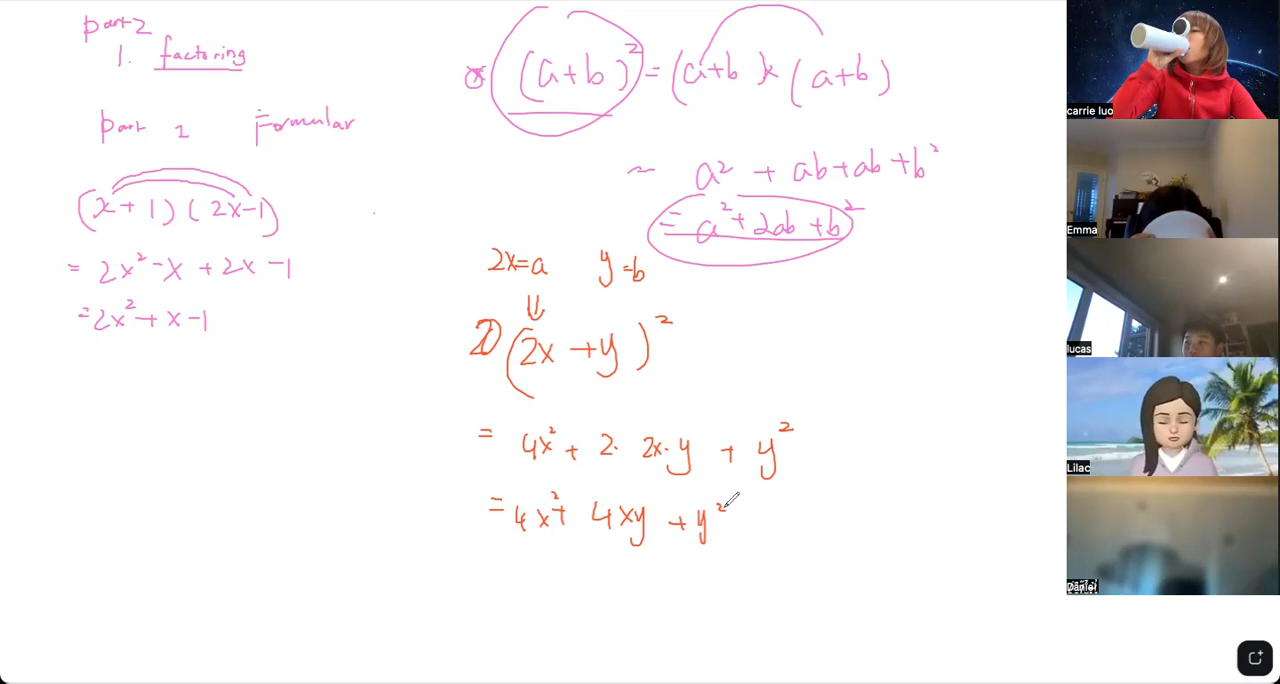 part 2
1. factoring
part 1 Formular
(x+1)(2x-1)
= 2x² - x + 2x - 1
= 2x² + x - 1
(a+b)² = (a+b) × (a+b)
a² + ab + ab + b²
= a² + 2ab + b²
2x=a y=b
(2x + y)²
= 4x² + 2· 2x·y + y²
= 4x² + 4xy + y²
carrie luo
Emma
lucas
Lilac
Daniel